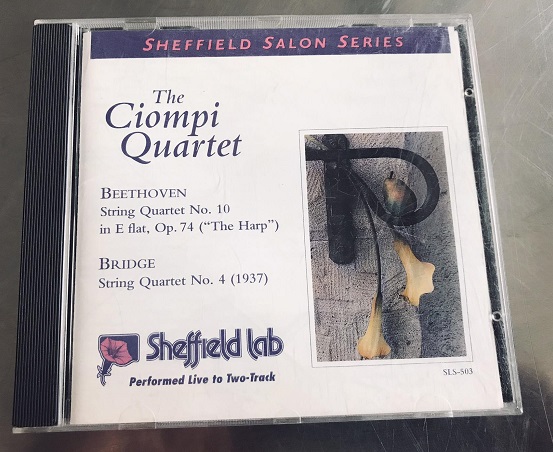 SHEFFIELD SALON SERIES
The
Ciompi
Quartet
BEETHOVEN
String Quartet No. 10
in E flat, Op. 74 ("The Harp")
BRIDGE
String Quartet No. 4 (1937)
Sheffield Lab
Performed Live to Two-Track
SLS-503